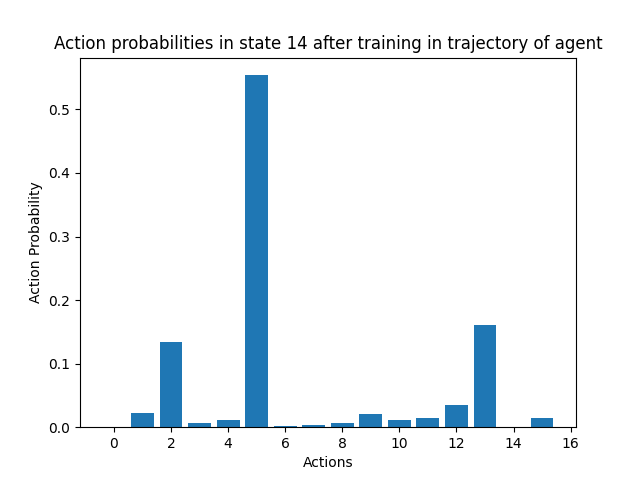 Action probabilities in state 14 after training in trajectory of agent
Action Probability
0.5
0.4
0.3
0.2
0.1
0.0
0 2 4 6 8 10 12 14 16
Actions